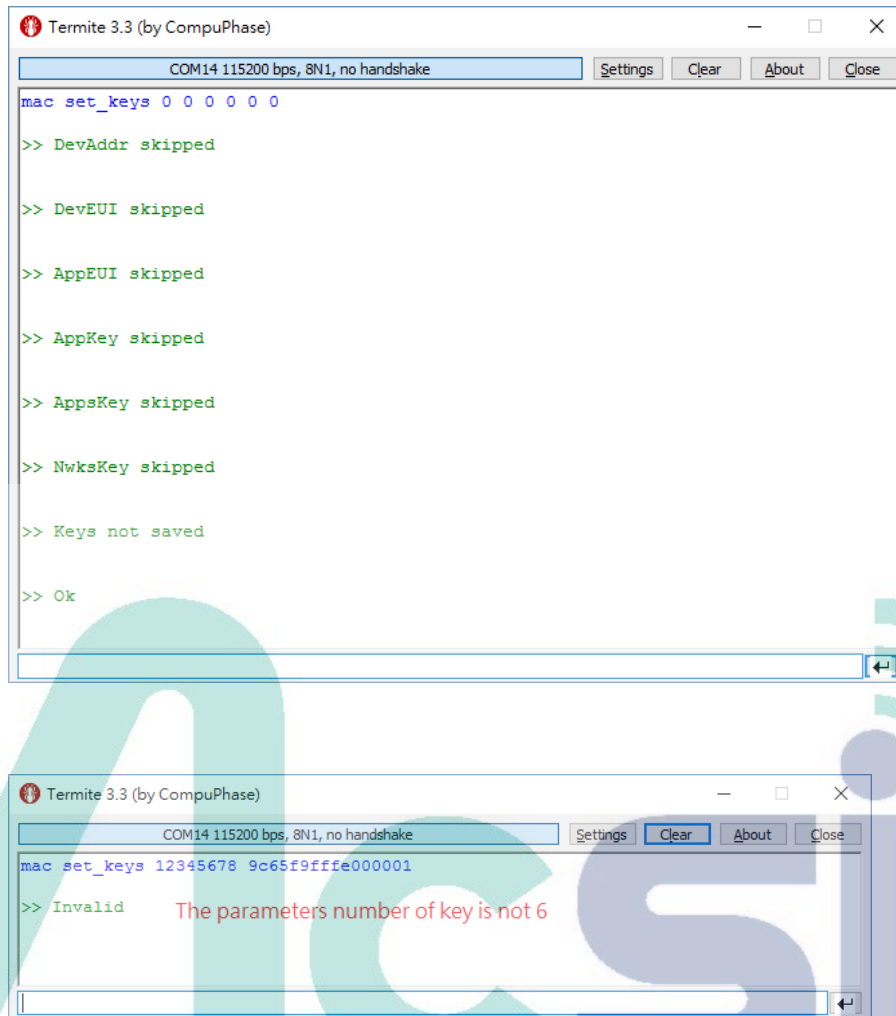 Termite 3.3 (by CompuPhase)
COM14 115200 bps, 8N1, no handshake Settings Clear About Close
mac set_keys 0 0 0 0 0 0
>> DevAddr skipped
>> DevEUI skipped
>> AppEUI skipped
>> AppKey skipped
>> AppsKey skipped
>> NwksKey skipped
>> Keys not saved
>> Ok
Termite 3.3 (by CompuPhase)
COM14 115200 bps, 8N1, no handshake Settings Clear About Close
mac set_keys 12345678 9c65f9fffe000001
>> Invalid The parameters number of key is not 6
Acsi